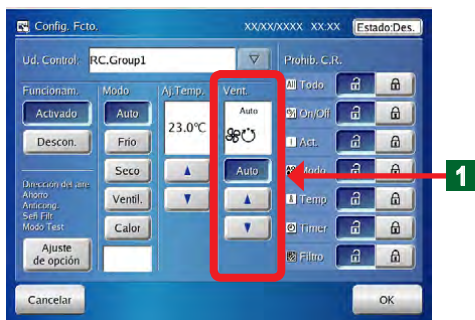 Config. Fcto.
XX/XX/XXXX XX:XX
Estado:Des.
Ud. Control:
RC.Group1
Prohib. C.R.
Funcionam.
Activado
Descon.
Modo
Auto
Frio
Seco
Ventil.
Calor
Aj.Temp.
23.0°C
Vent.
Auto
Auto
All Todo
On/Off
Act.
Modo
Temp
Timer
Filtro
1
Dirección del aire
Ahorro
Anticong.
Señ Filt
Modo Test
Ajuste
de opción
Cancelar
OK